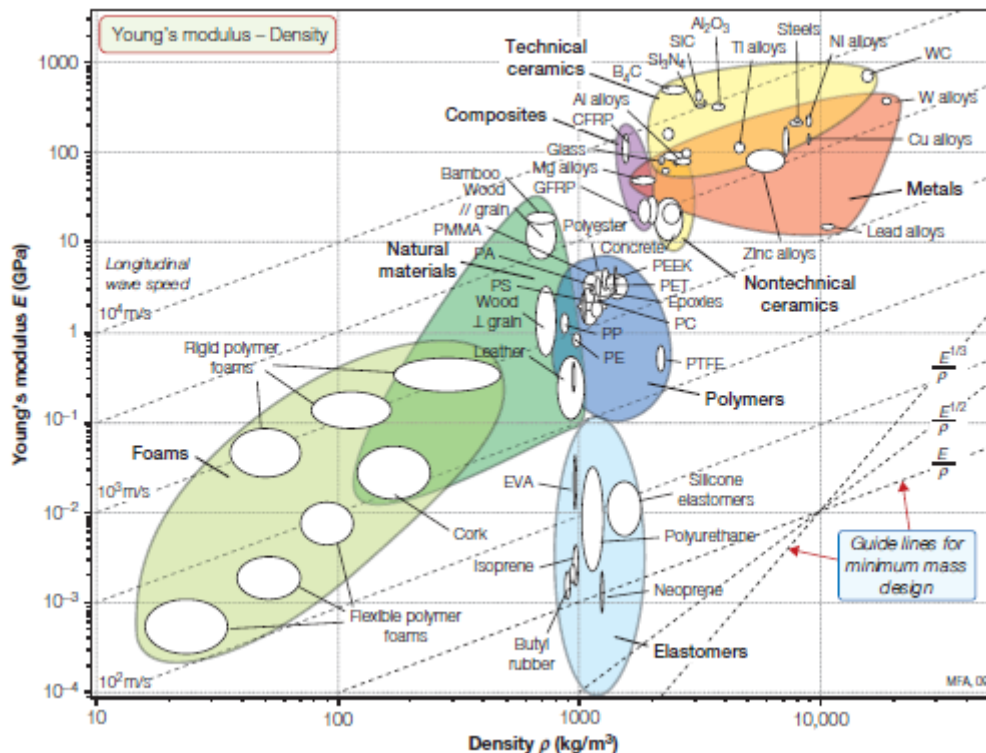 Young's modulus – Density
Al₂O₃
Steels
Technical
ceramics
SiC
Si₃N₄
Ti alloys
Ni alloys
WC
B₄C
Al alloys
W alloys
Composites
CFRP
Glass
Cu alloys
Mg alloys
GFRP
Metals
Bamboo
Wood
// grain
Polyester
Lead alloys
PMMA
Concrete
Zinc alloys
Natural
materials
PA
PEEK
PET
Nontechnical
ceramics
PS
Epoxies
Wood
⊥ grain
PC
PP
Leather
PE
PTFE
Polymers
Longitudinal
wave speed
10⁴m/s
Rigid polymer
foams
Foams
10³m/s
E^1/3
ρ
E^1/2
ρ
E
ρ
EVA
Silicone
elastomers
Cork
Polyurethane
Guide lines for
minimum mass
design
Isoprene
Neoprene
Flexible polymer
foams
Butyl
rubber
Elastomers
10²m/s
MFA, 09
Young's modulus E (GPa)
1000
100
10
1
10⁻¹
10⁻²
10⁻³
10⁻⁴
10
100
1000
10,000
Density ρ (kg/m³)